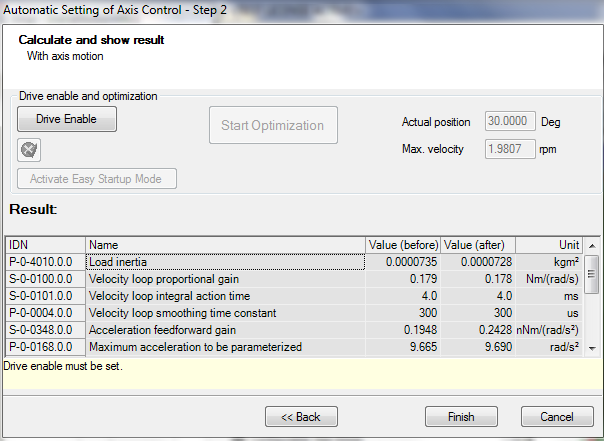 Automatic Setting of Axis Control - Step 2
Calculate and show result
With axis motion
Drive enable and optimization
Drive Enable
Start Optimization
Actual position 30.0000 Deg
Max. velocity 1.9807 rpm
Activate Easy Startup Mode
Result:
IDN Name Value (before) Value (after) Unit
P-0-4010.0.0 Load inertia 0.0000735 0.0000728 kgm²
S-0-0100.0.0 Velocity loop proportional gain 0.179 0.178 Nm/(rad/s)
S-0-0101.0.0 Velocity loop integral action time 4.0 4.0 ms
P-0-0004.0.0 Velocity loop smoothing time constant 300 300 us
S-0-0348.0.0 Acceleration feedforward gain 0.1948 0.2428 nNm/(rad/s²)
P-0-0168.0.0 Maximum acceleration to be parameterized 9.665 9.690 rad/s²
Drive enable must be set.
<< Back Finish Cancel